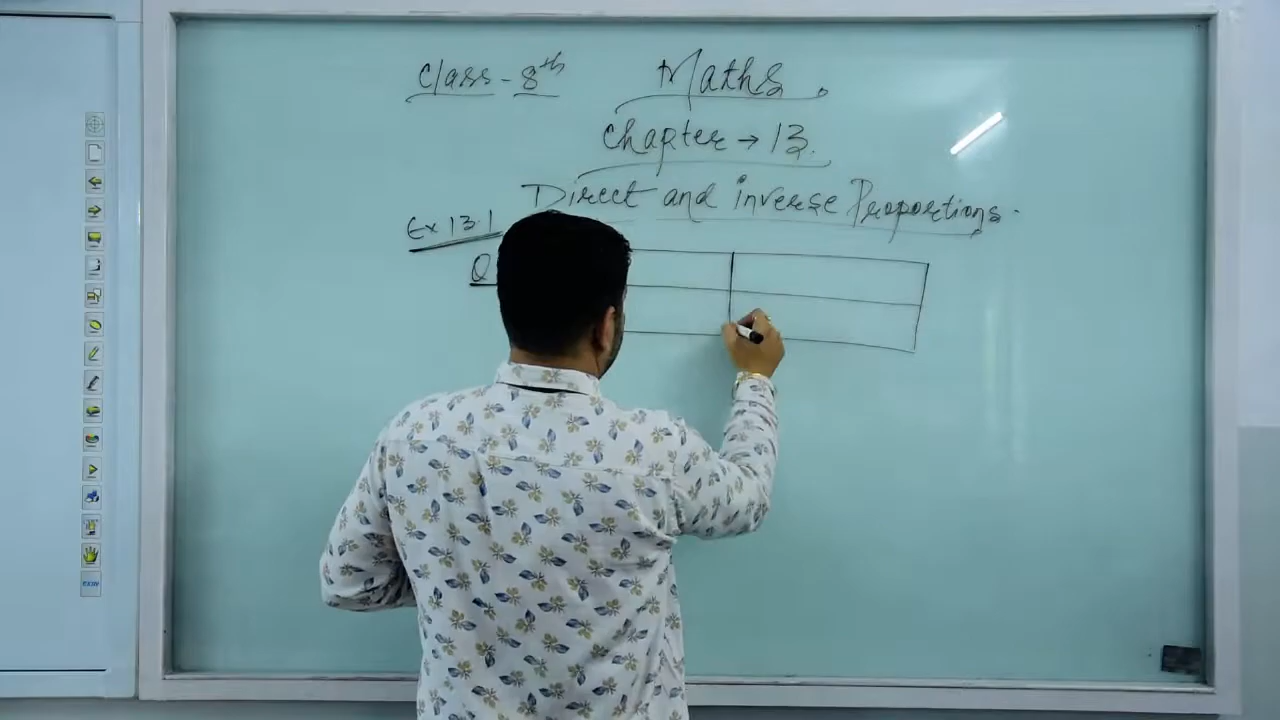 Class - 8th Maths.
Chapter → 13.
Direct and inverse Proportions.
Ex 13.1
Q